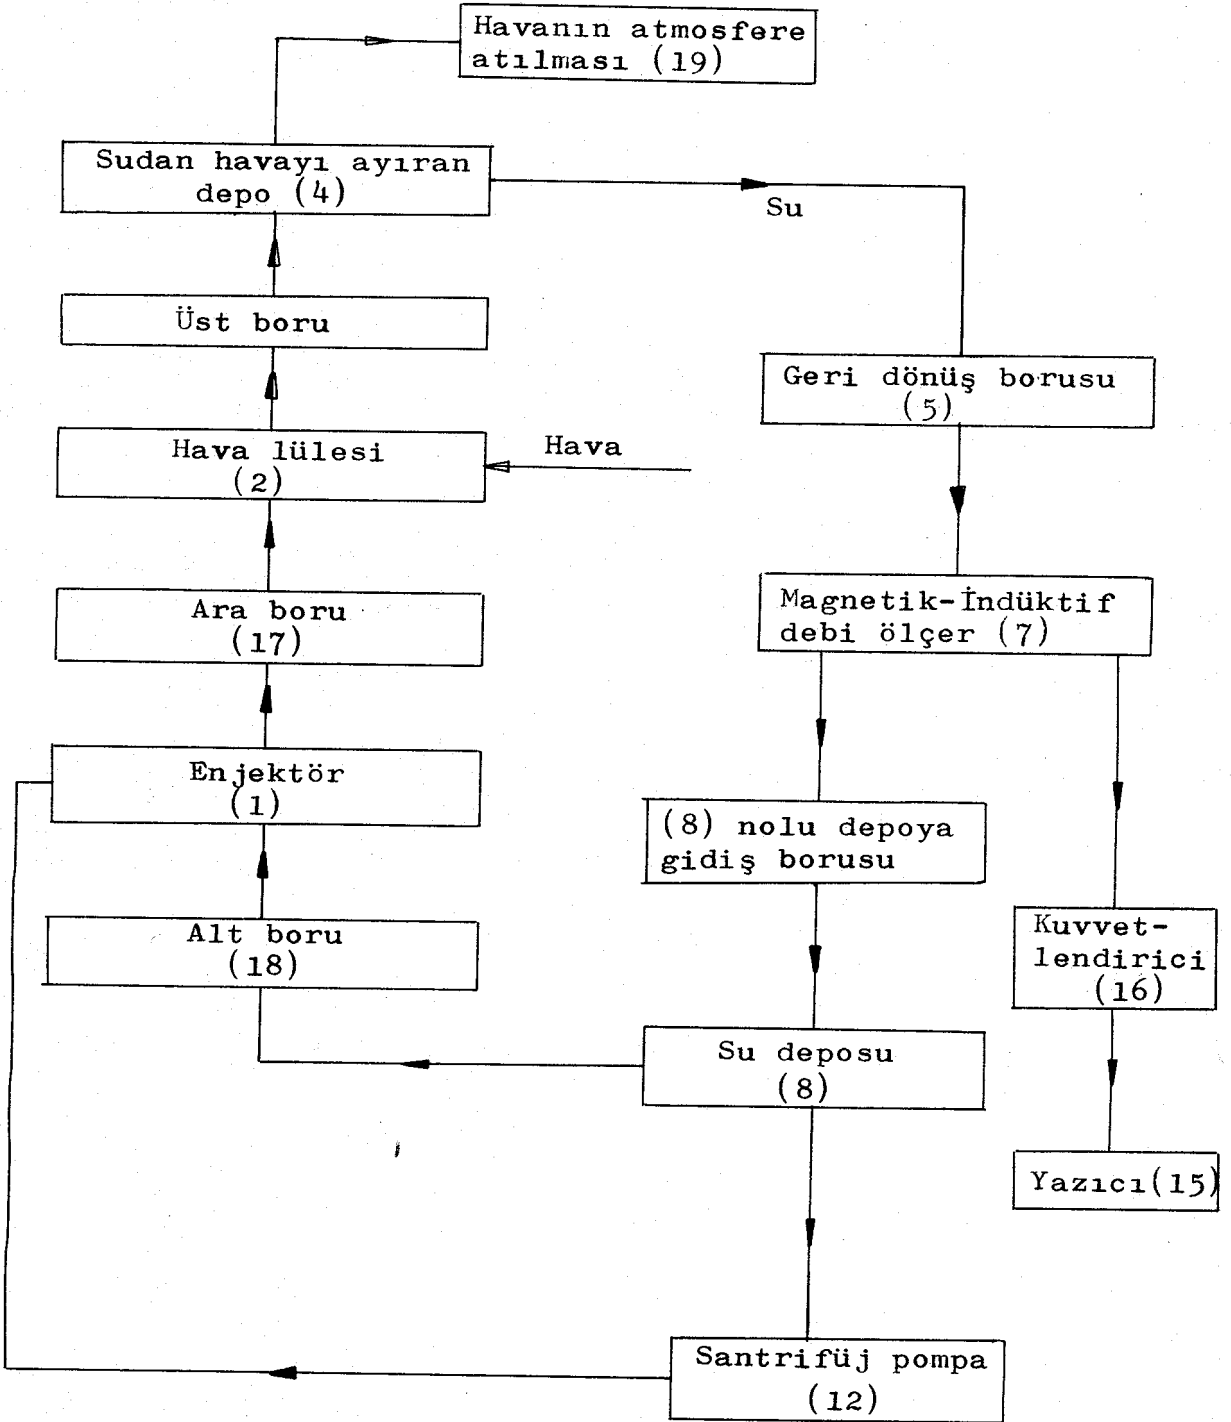 Havanın atmosfere
atılması (19)
Sudan havayı ayıran
depo (4)
Su
Üst boru
Geri dönüş borusu
(5)
Hava lülesi
(2)
Hava
Ara boru
(17)
Magnetik-İndüktif
debi ölçer (7)
Enjektör
(1)
(8) nolu depoya
gidiş borusu
Alt boru
(18)
Kuvvet-
lendirici
(16)
Su deposu
(8)
Yazıcı(15)
Santrifüj pompa
(12)